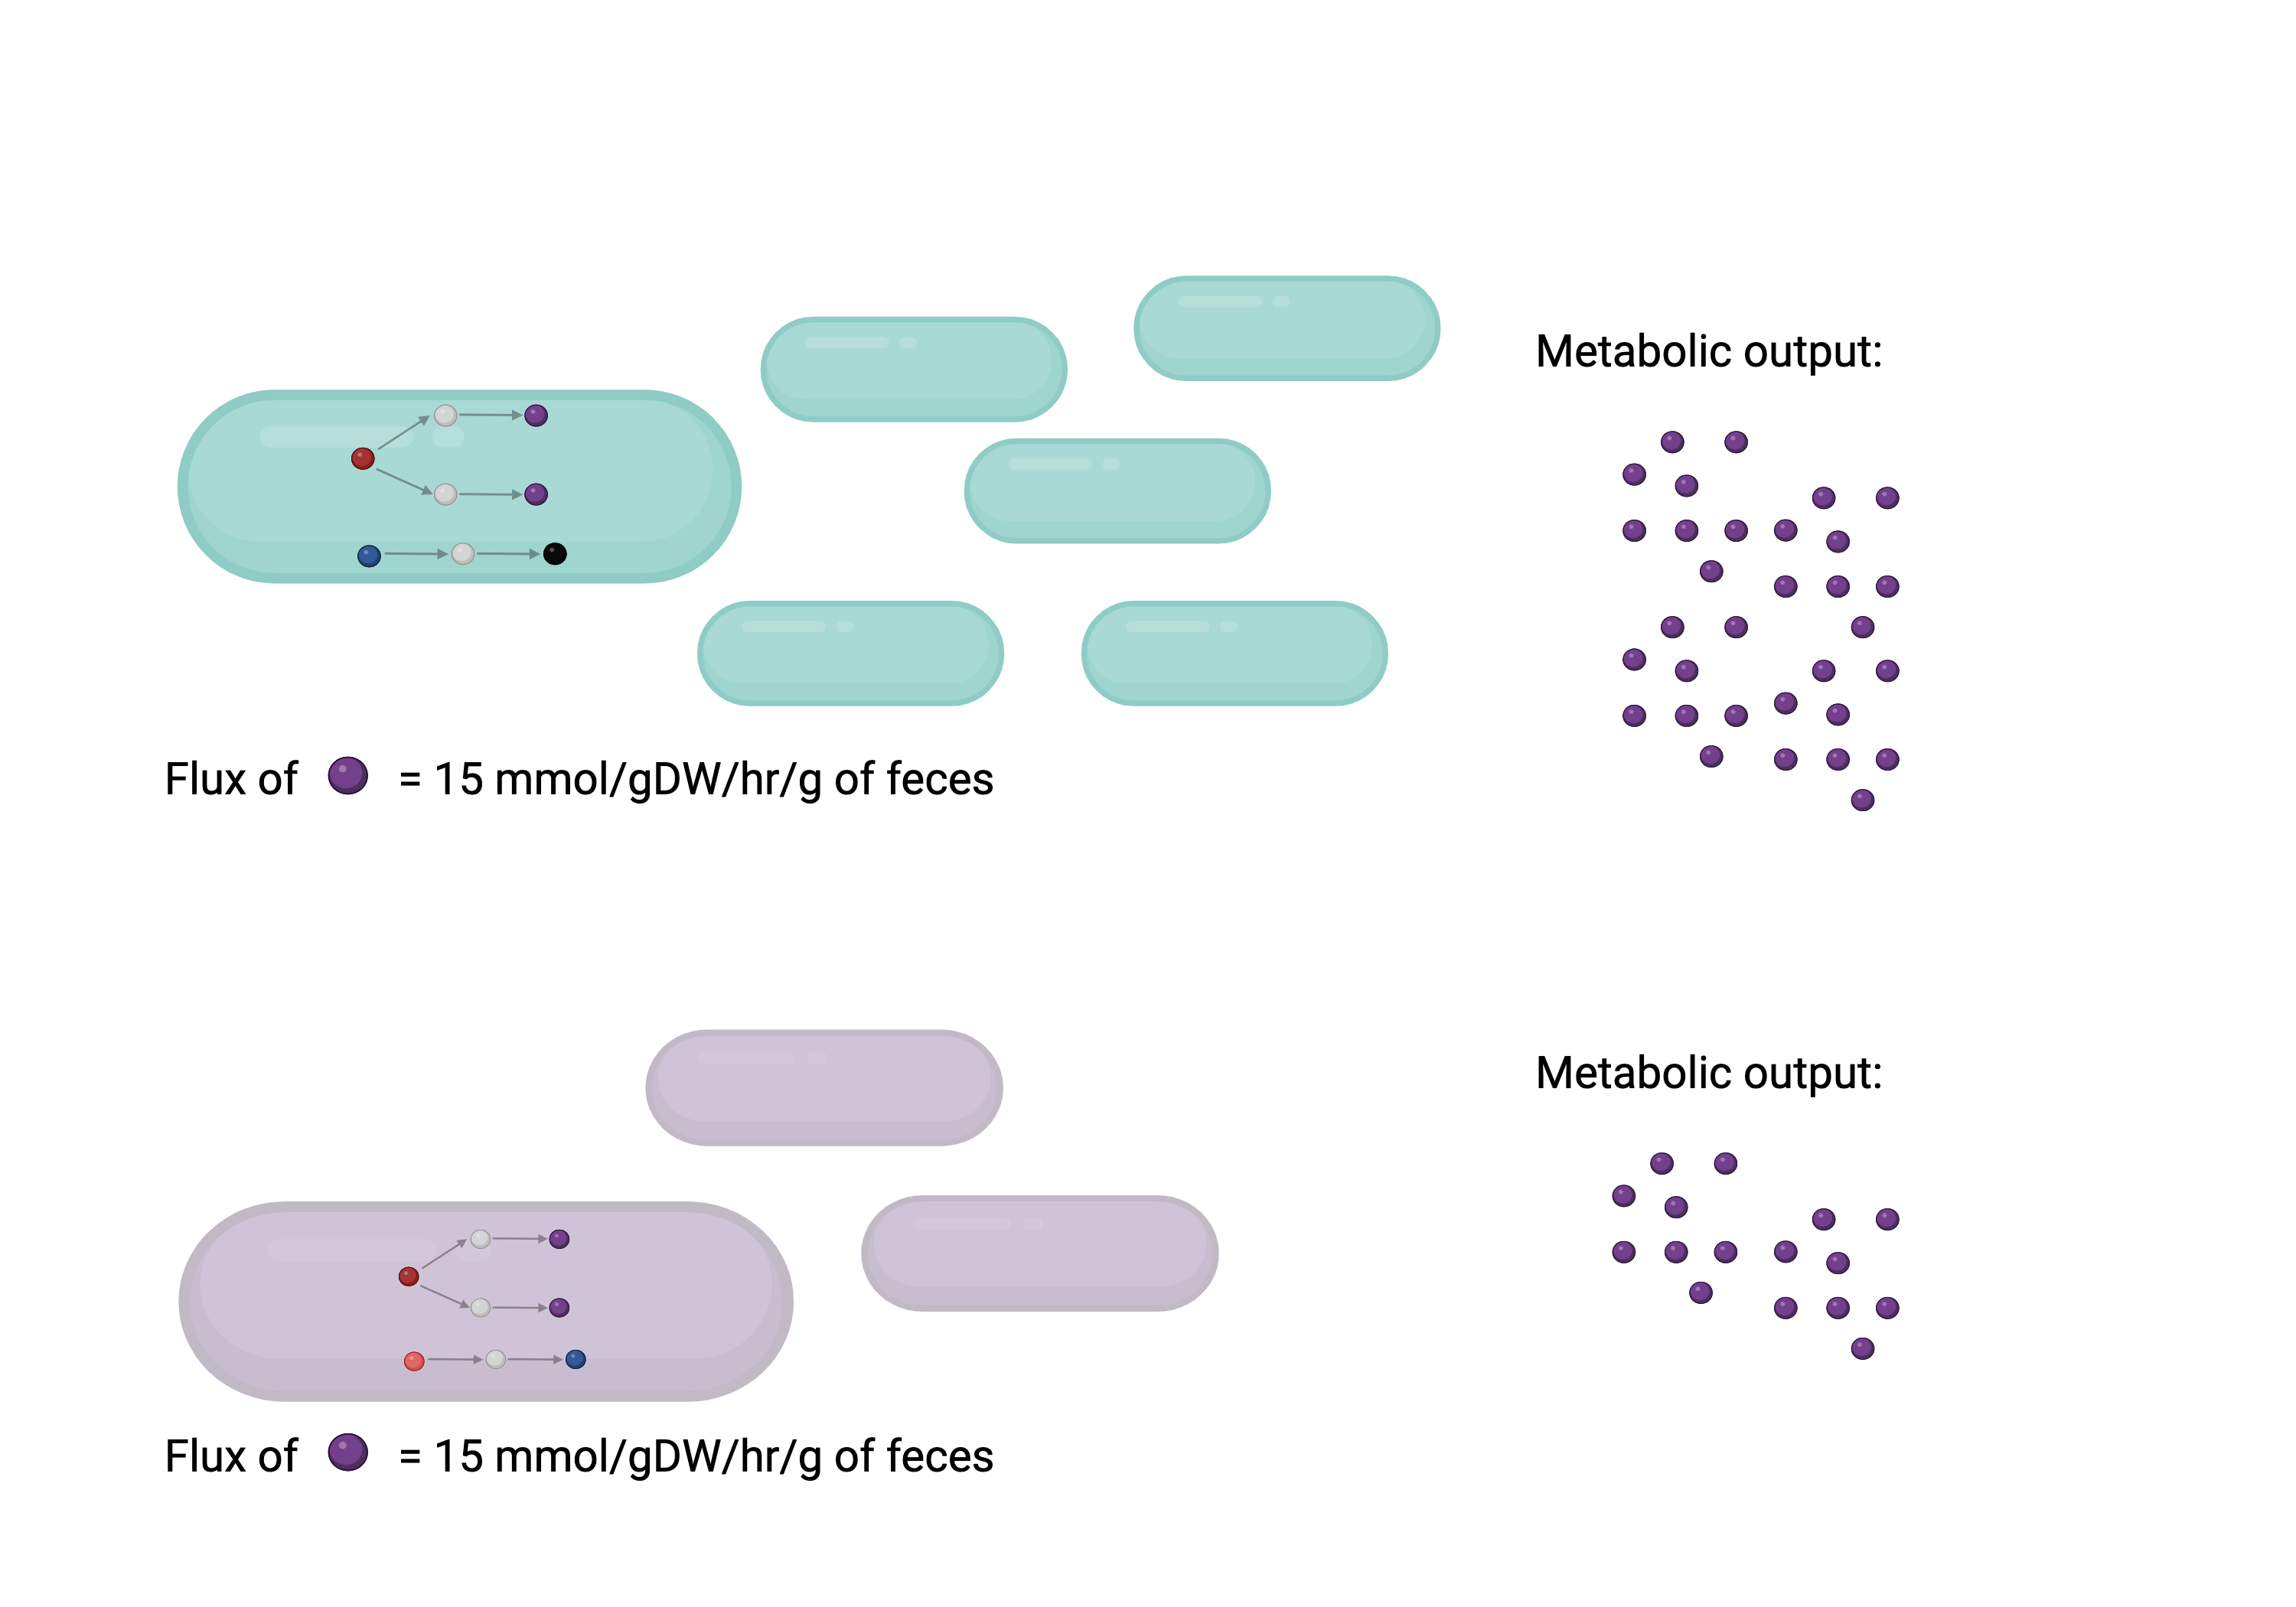 Metabolic output:
Flux of = 15 mmol/gDW/hr/g of feces
Metabolic output:
Flux of = 15 mmol/gDW/hr/g of feces